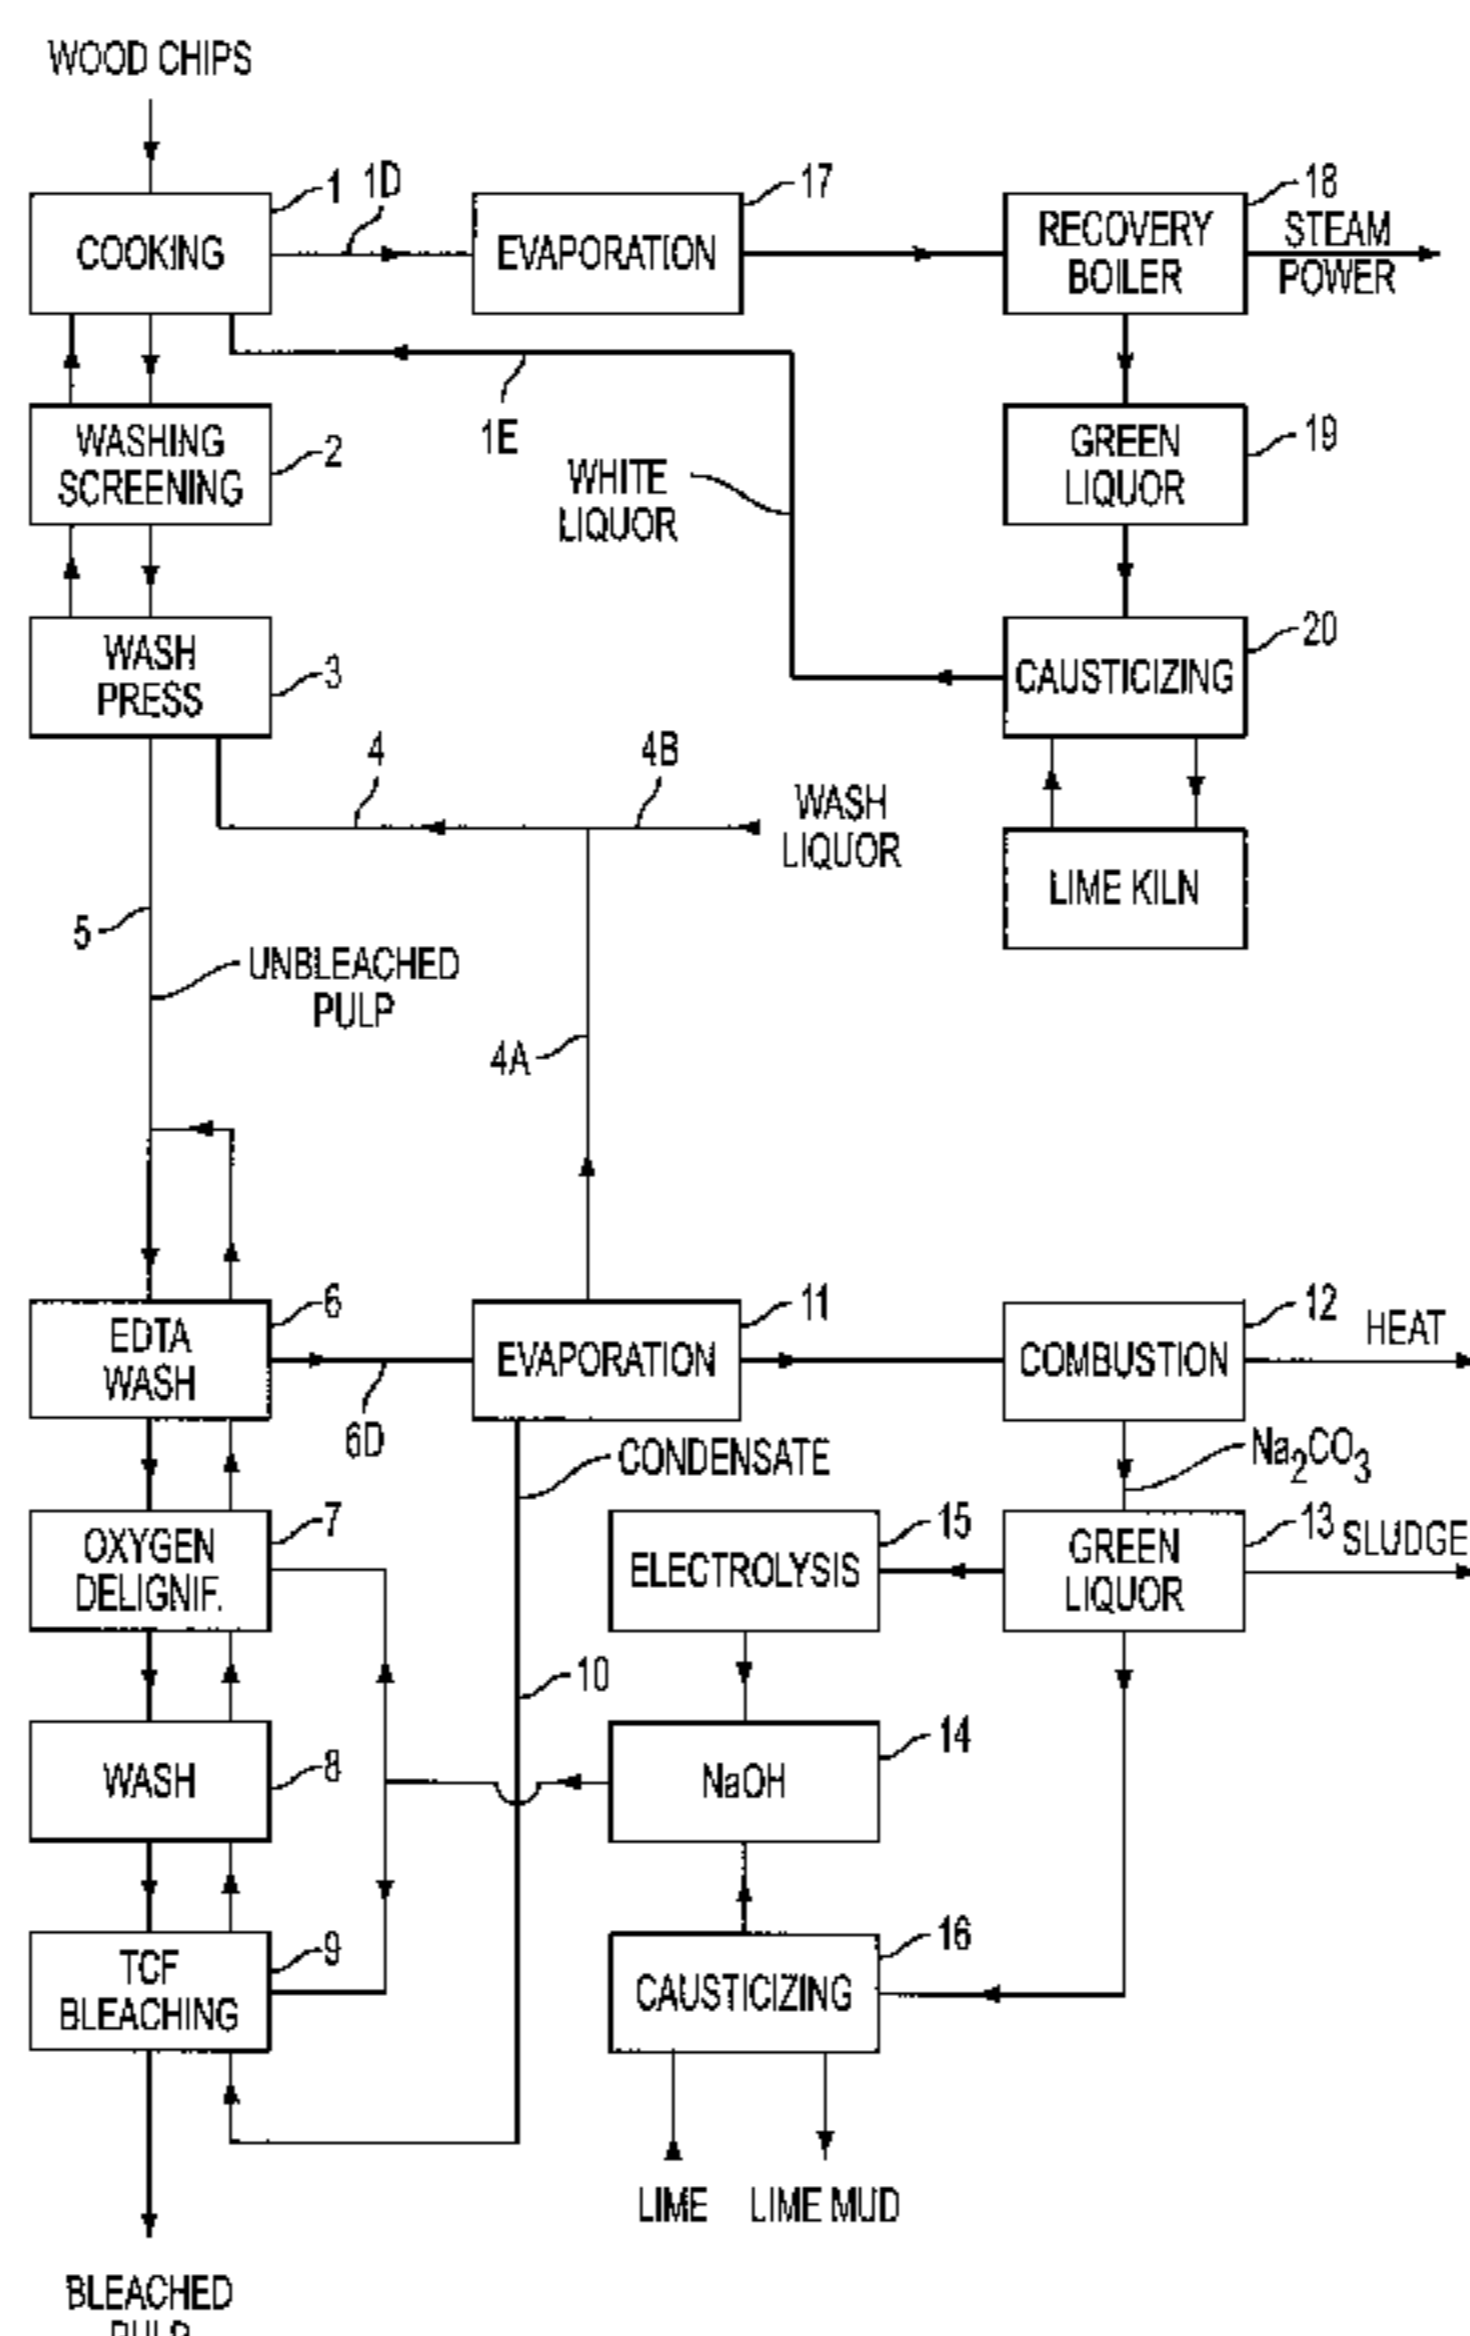 WOOD CHIPS
1
1D
17
18
COOKING
EVAPORATION
RECOVERY
BOILER
STEAM
POWER
1E
WASHING
SCREENING
2
WHITE
LIQUOR
GREEN
LIQUOR
19
WASH
PRESS
3
CAUSTICIZING
20
4
4B
WASH
LIQUOR
LIME KILN
5
UNBLEACHED
PULP
4A
6
11
12
EDTA
WASH
EVAPORATION
COMBUSTION
HEAT
6D
CONDENSATE
Na2CO3
7
15
13
SLUDGE
OXYGEN
DELIGNIF.
ELECTROLYSIS
GREEN
LIQUOR
10
8
14
WASH
NaOH
9
16
TCF
BLEACHING
CAUSTICIZING
LIME
LIME MUD
BLEACHED
PULP